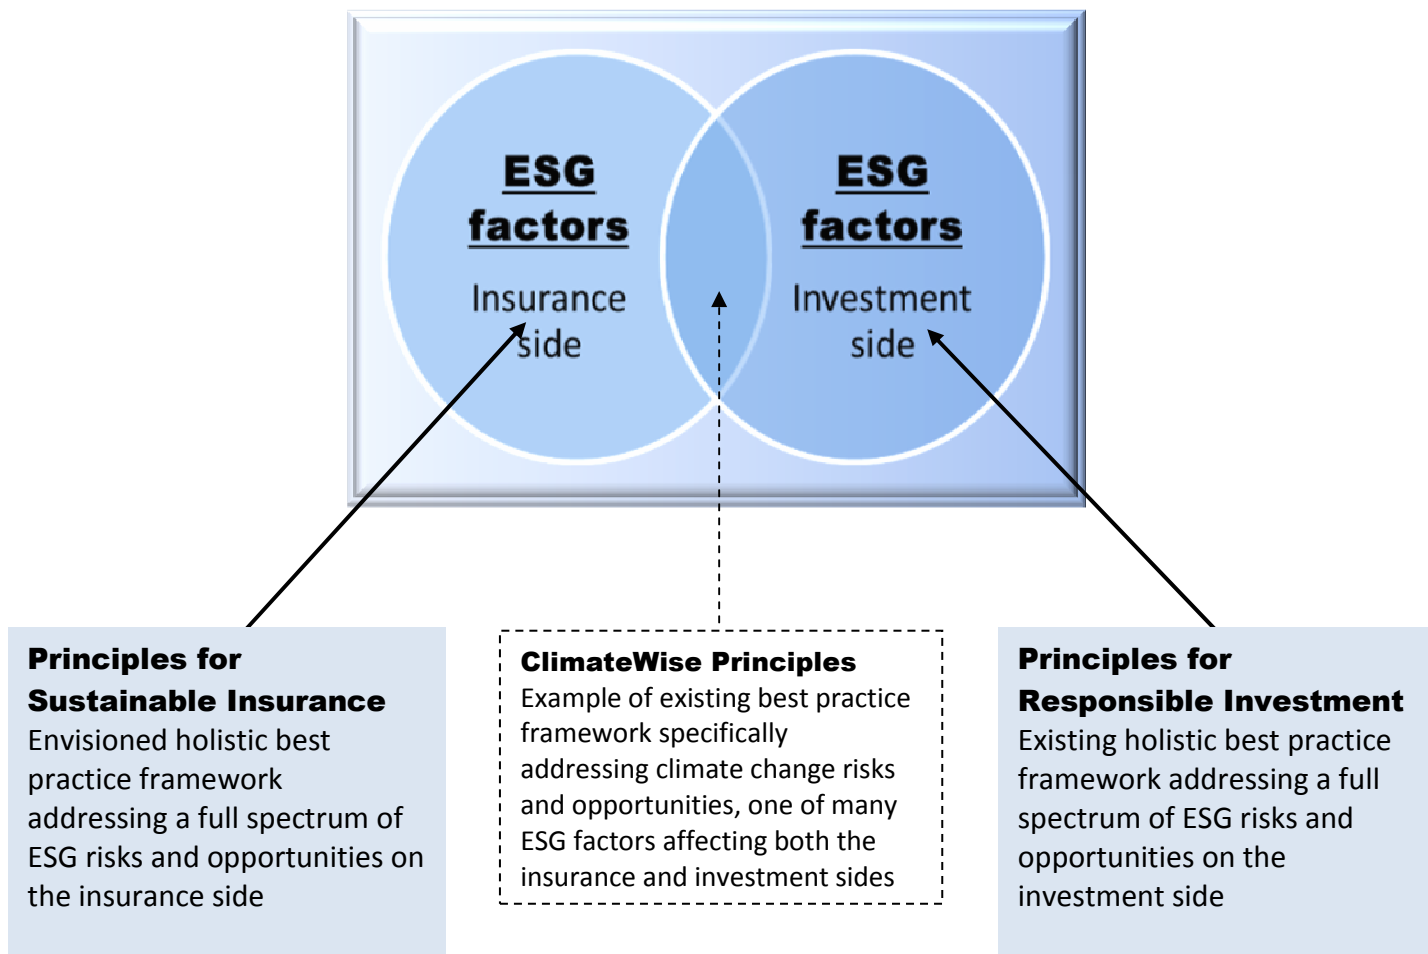 ESG
factors
Insurance
side
ESG
factors
Investment
side
Principles for
Sustainable Insurance
Envisioned holistic best
practice framework
addressing a full spectrum of
ESG risks and opportunities on
the insurance side
ClimateWise Principles
Example of existing best practice
framework specifically
addressing climate change risks
and opportunities, one of many
ESG factors affecting both the
insurance and investment sides
Principles for
Responsible Investment
Existing holistic best practice
framework addressing a full
spectrum of ESG risks and
opportunities on the
investment side